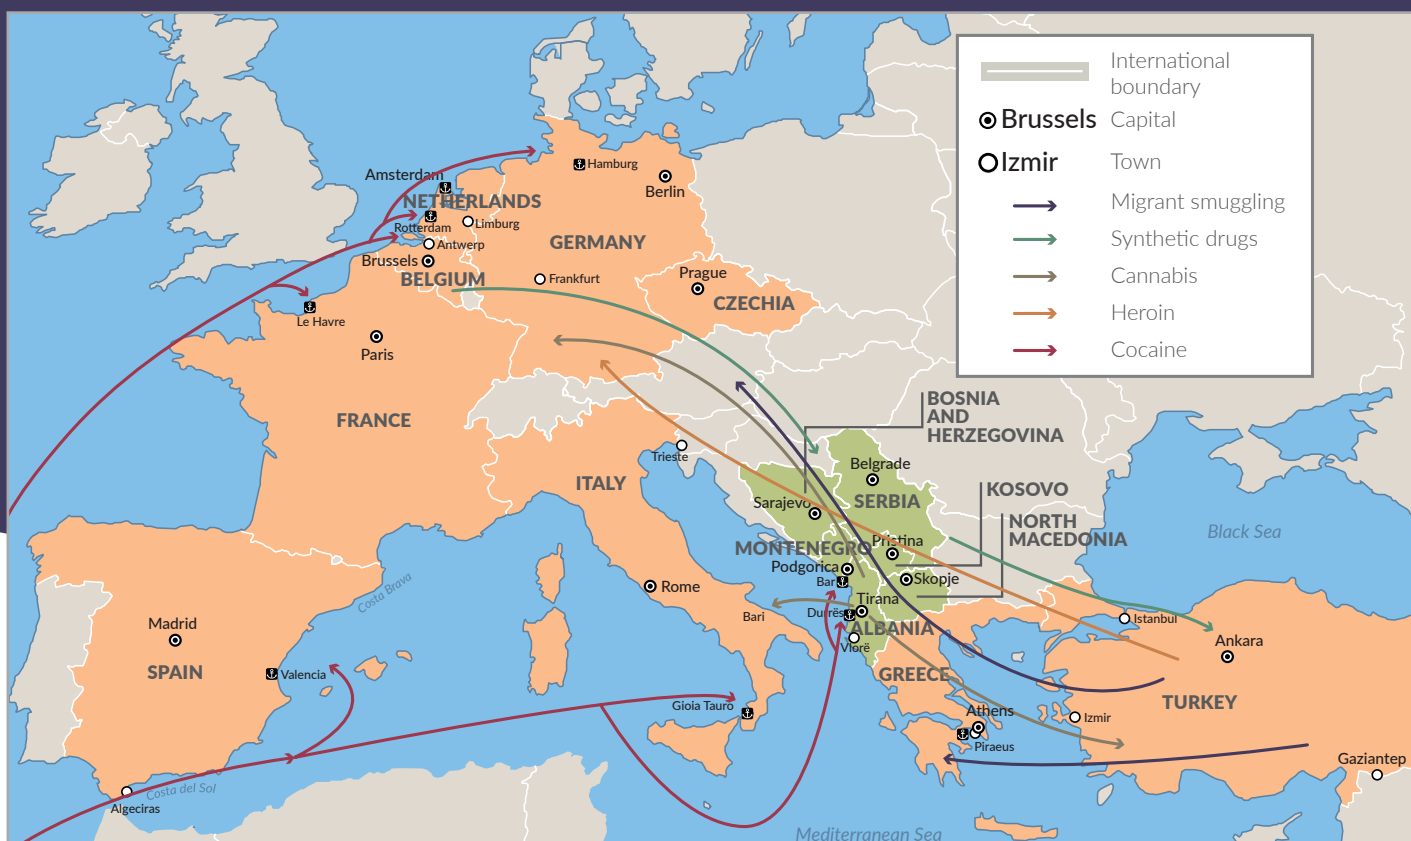 International
boundary
Brussels Capital
Izmir Town
Migrant smuggling
Synthetic drugs
Cannabis
Heroin
Cocaine
Hamburg
Amsterdam
Berlin
NETHERLANDS
Rotterdam
Limburg
Antwerp
GERMANY
Brussels
BELGIUM
Frankfurt
Prague
CZECHIA
Le Havre
Paris
FRANCE
BOSNIA
AND
HERZEGOVINA
Trieste
Belgrade
ITALY
KOSOVO
Sarajevo
SERBIA
NORTH
MACEDONIA
Black Sea
Pristina
MONTENEGRO
Podgorica
Skopje
Bar
Costa Brava
Rome
Tirana
Bari
Durrës
Istanbul
Madrid
ALBANIA
Ankara
Vlorë
SPAIN
Valencia
GREECE
TURKEY
Gioia Tauro
Athens
Izmir
Piraeus
Gaziantep
Costa del Sol
Algeciras
Mediterranean Sea